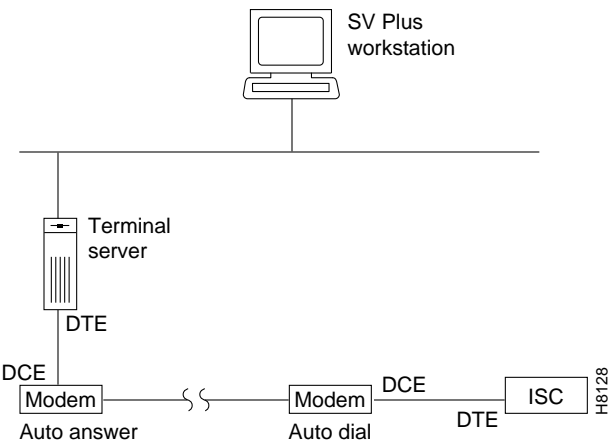 SV Plus
workstation
Terminal
server
DTE
DCE
Modem
Auto answer
Modem
Auto dial
DCE
DTE
ISC
H8128